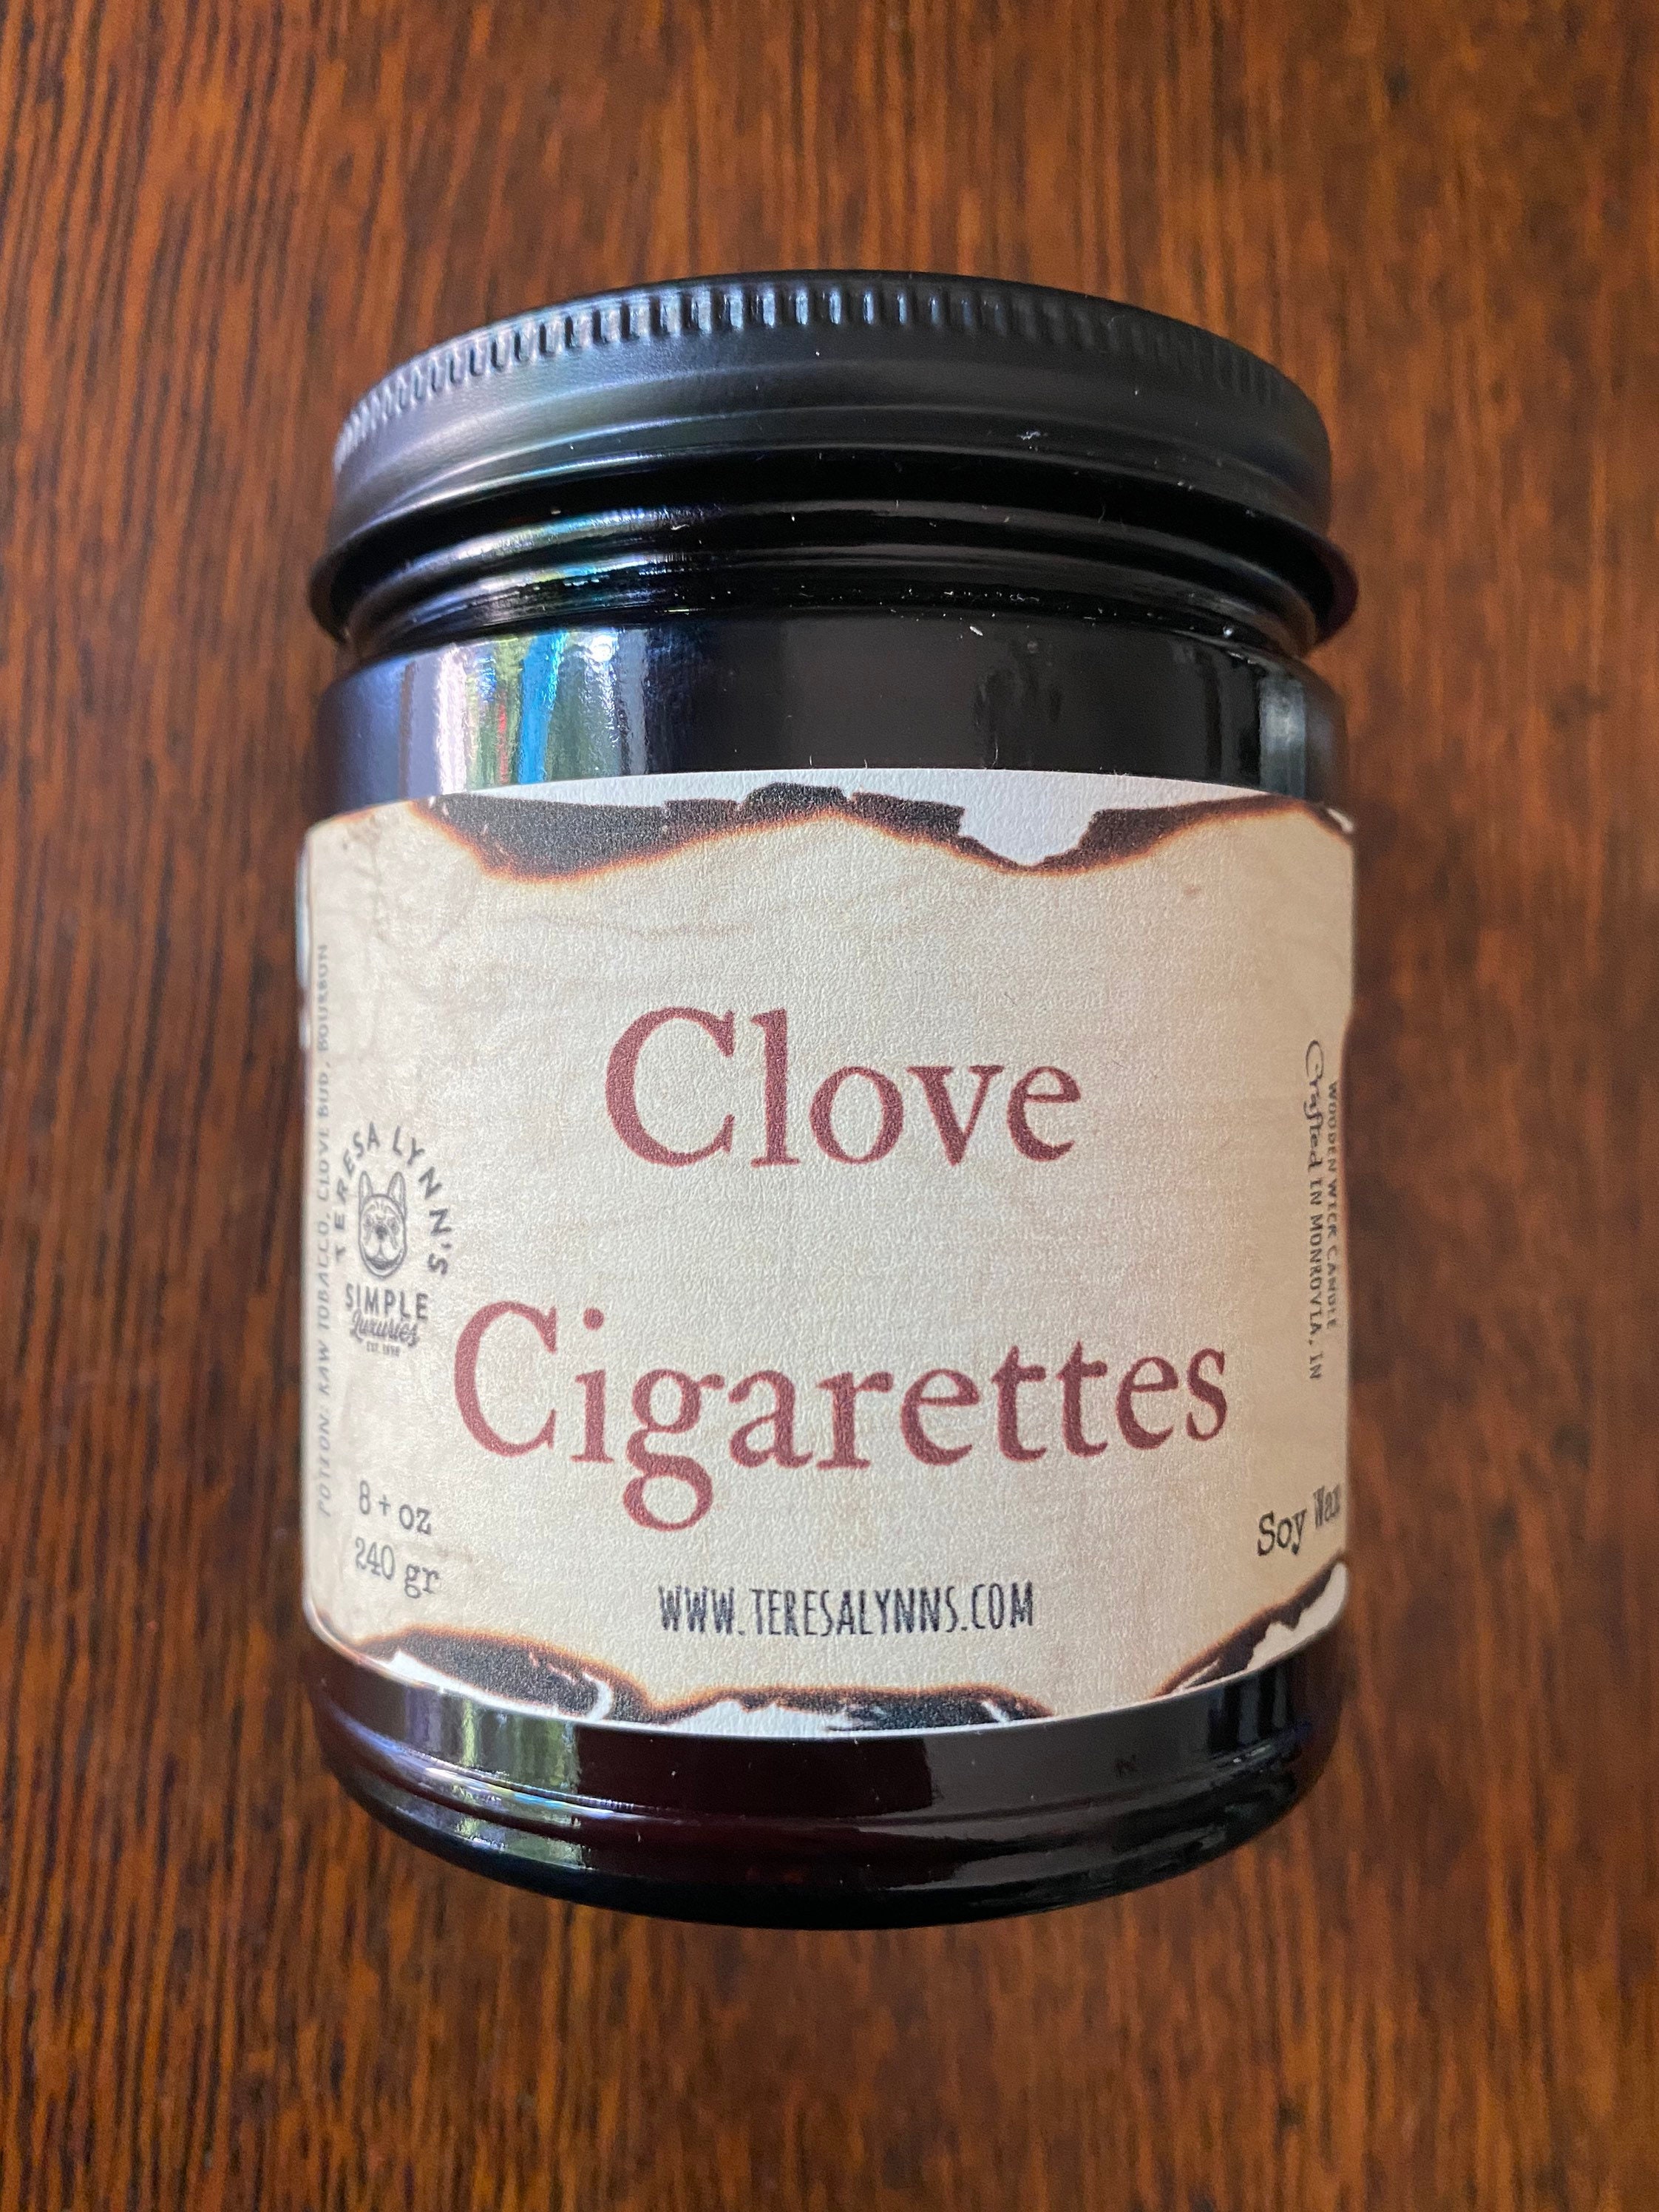 Clove
Cigarettes
WWW.TERESALYNNS.COM
POTION: RAW TOBACCO, CLOVE BUD, BOURBON
TERESA LYNN'S
SIMPLE
Luxuries
8+ oz
240 gr
WOODEN WICK CANDLE
Crafted IN MONROVIA, IN
Soy Wax